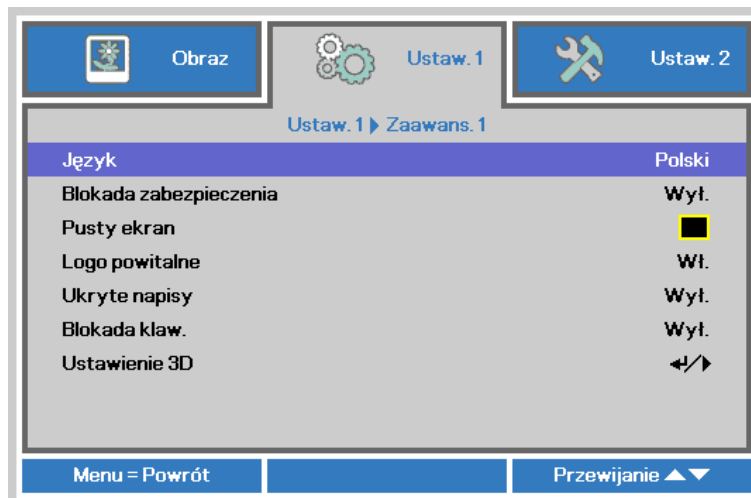 Obraz
Ustaw. 1
Ustaw. 2
Ustaw. 1 ▶ Zaawans. 1
Język Polski
Blokada zabezpieczenia Wył.
Pusty ekran
Logo powitalne Wł.
Ukryte napisy Wył.
Blokada klaw. Wył.
Ustawienie 3D ↵/▶
Menu = Powrót
Przewijanie ▲▼